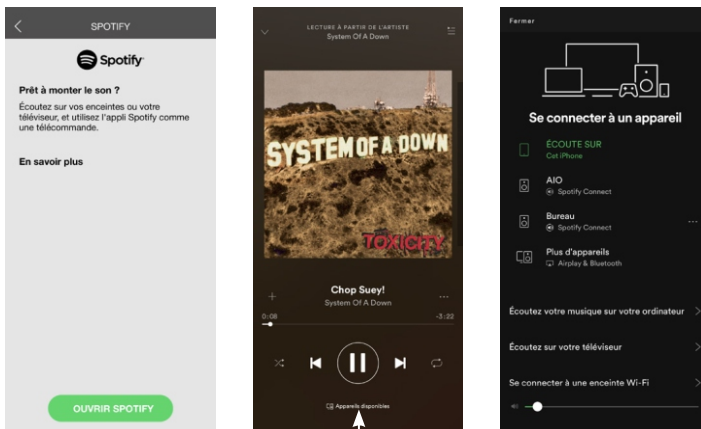 SPOTIFY
Spotify
Prêt à monter le son ?
Écoutez sur vos enceintes ou votre
téléviseur, et utilisez l'appli Spotify comme
une télécommande.
En savoir plus
OUVRIR SPOTIFY
LECTURE À PARTIR DE L'ARTISTE
System Of A Down
SYSTEM OF A DOWN
TOXICITY
Chop Suey!
System Of A Down
0:08
-3:22
Appareils disponibles
Fermer
Se connecter à un appareil
ÉCOUTE SUR
Cet iPhone
AIO
Spotify Connect
Bureau
Spotify Connect
Plus d'appareils
Airplay & Bluetooth
Écoutez votre musique sur votre ordinateur
Écoutez sur votre téléviseur
Se connecter à une enceinte Wi-Fi